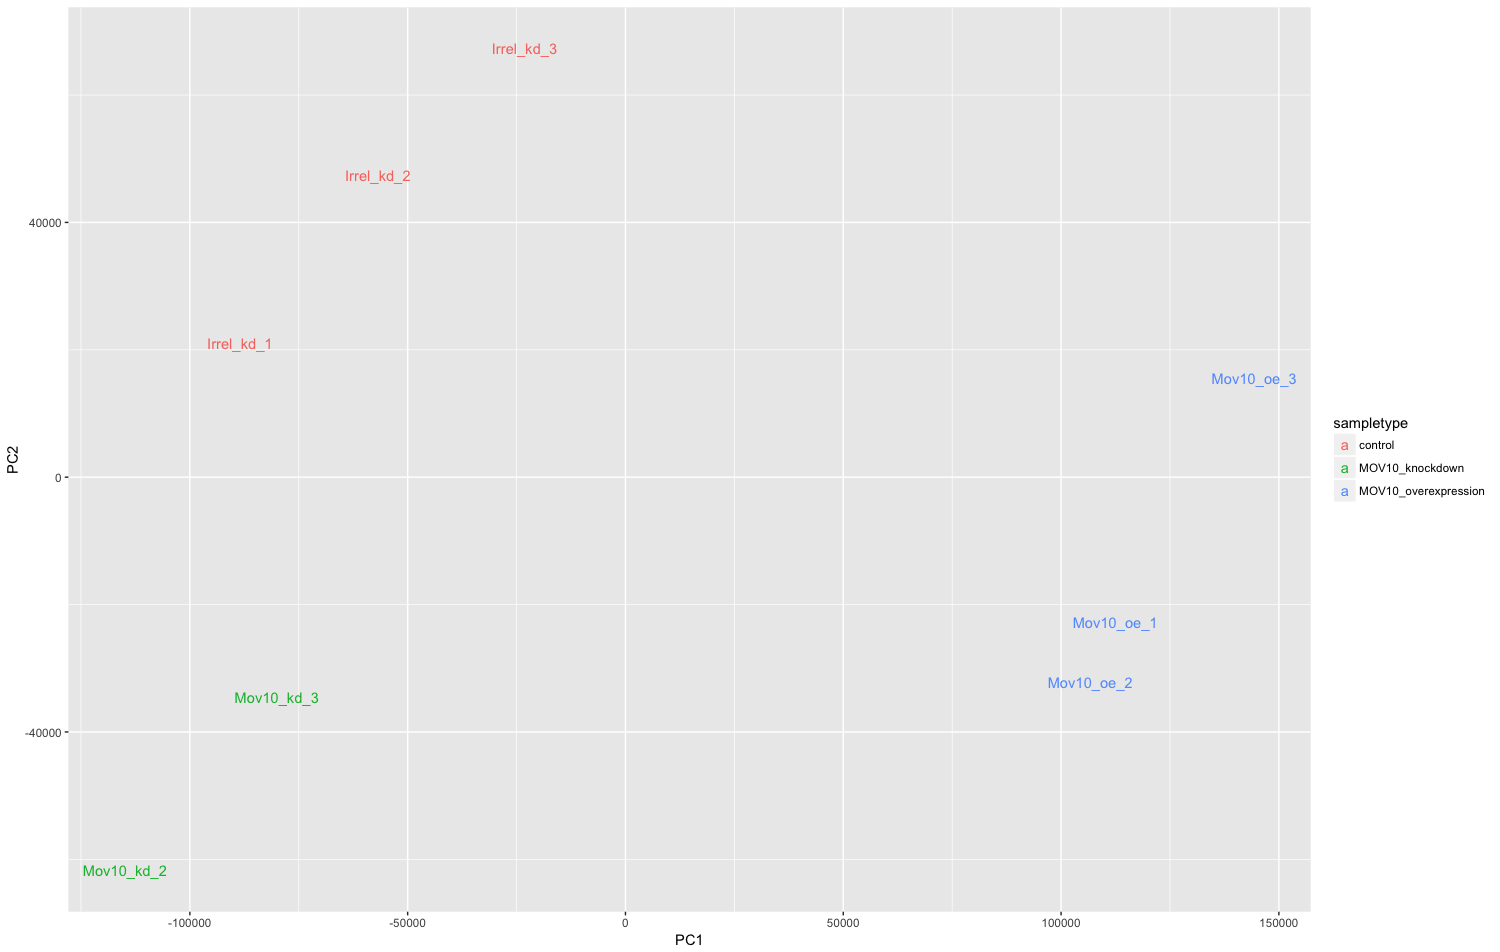 Irrel_kd_3
Irrel_kd_2
40000
Irrel_kd_1
Mov10_oe_3
sampletype
a control
PC2
a MOV10_knockdown
0
a MOV10_overexpression
Mov10_oe_1
Mov10_oe_2
Mov10_kd_3
-40000
Mov10_kd_2
-100000 -50000 0 50000 100000 150000
PC1